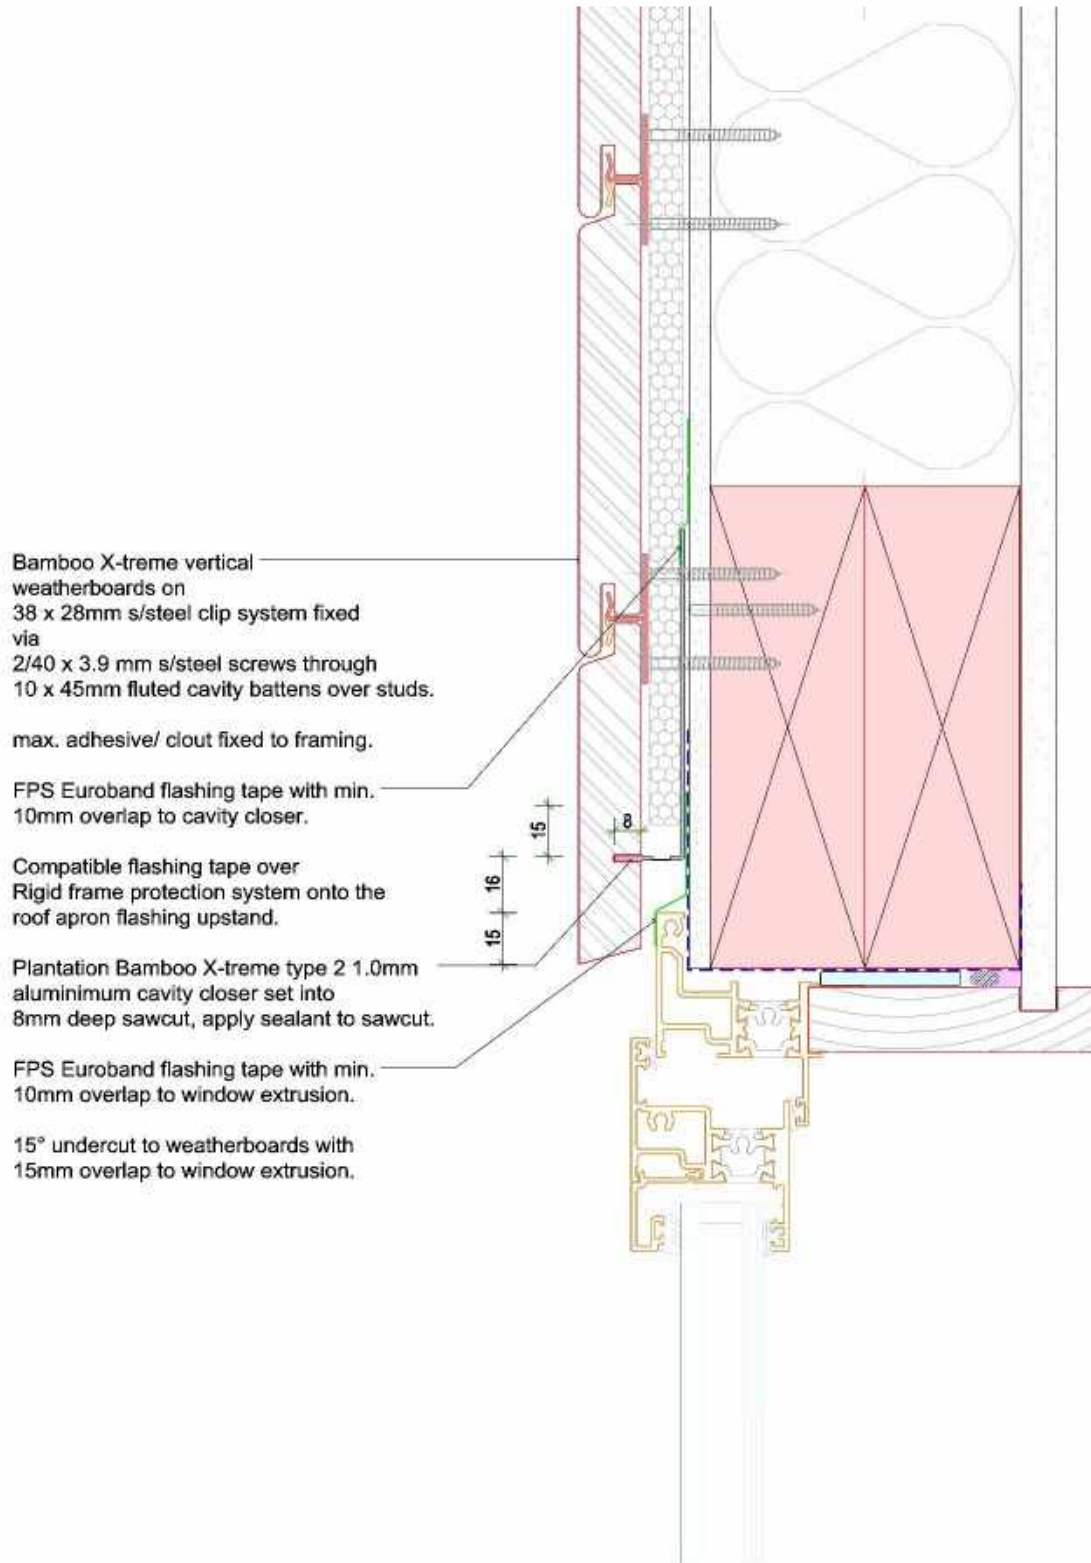 Bamboo X-treme vertical
weatherboards on
38 x 28mm s/steel clip system fixed
via
2/40 x 3.9 mm s/steel screws through
10 x 45mm fluted cavity battens over studs.
max. adhesive/ clout fixed to framing.
FPS Euroband flashing tape with min.
10mm overlap to cavity closer.
Compatible flashing tape over
Rigid frame protection system onto the
roof apron flashing upstand.
Plantation Bamboo X-treme type 2 1.0mm
aluminimum cavity closer set into
8mm deep sawcut, apply sealant to sawcut.
FPS Euroband flashing tape with min.
10mm overlap to window extrusion.
15° undercut to weatherboards with
15mm overlap to window extrusion.
15
8
16
15